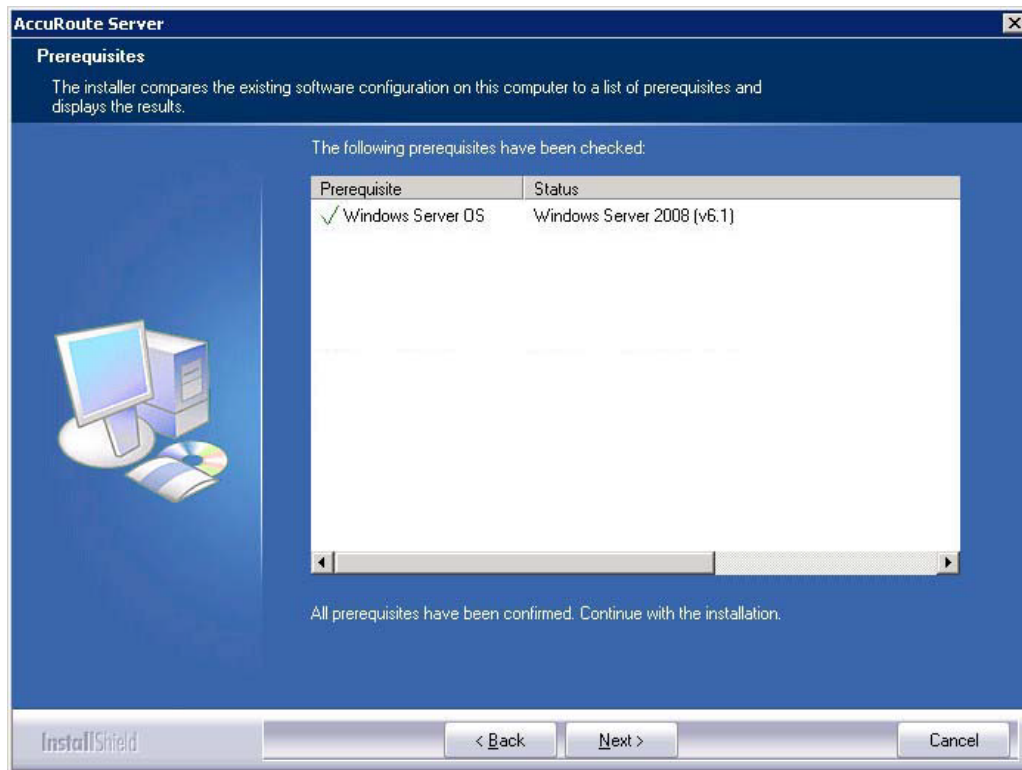 AccuRoute Server
Prerequisites
The installer compares the existing software configuration on this computer to a list of prerequisites and
displays the results.
The following prerequisites have been checked:
Prerequisite Status
Windows Server OS Windows Server 2008 (v6.1)
All prerequisites have been confirmed. Continue with the installation.
InstallShield
< Back Next > Cancel